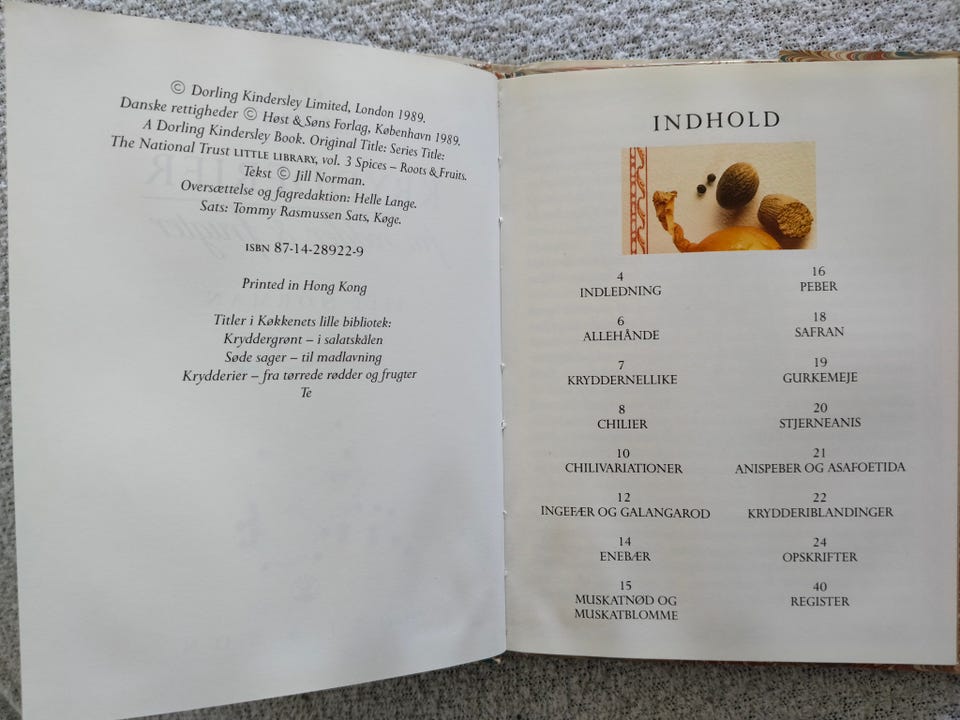 © Dorling Kindersley Limited, London 1989.
Danske rettigheder © Høst & Søns Forlag, København 1989.
A Dorling Kindersley Book. Original Title: Series Title:
The National Trust LITTLE LIBRARY, vol. 3 Spices – Roots & Fruits.
Tekst © Jill Norman.
Oversættelse og fagredaktion: Helle Lange.
Sats: Tommy Rasmussen Sats, Køge.
ISBN 87-14-28922-9
Printed in Hong Kong
Titler i Køkkenets lille bibliotek:
Kryddergrønt – i salatskålen
Søde sager – til madlavning
Krydderier – fra tørrede rødder og frugter
Te
INDHOLD
4
INDLEDNING
6
ALLEHÅNDE
7
KRYDDERNELLIKE
8
CHILIER
10
CHILIVARIATIONER
12
INGEFÆR OG GALANGAROD
14
ENEBÆR
15
MUSKATNØD OG
MUSKATBLOMME
16
PEBER
18
SAFRAN
19
GURKEMEJE
20
STJERNEANIS
21
ANISPEBER OG ASAFOETIDA
22
KRYDDERIBLANDINGER
24
OPSKRIFTER
40
REGISTER